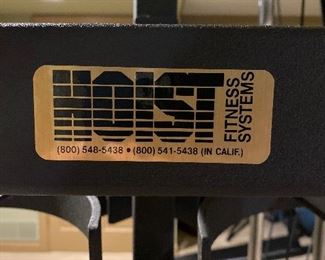 HOIST
FITNESS
SYSTEMS
(800) 548-5438 • (800) 541-5438 (IN CALIF.)